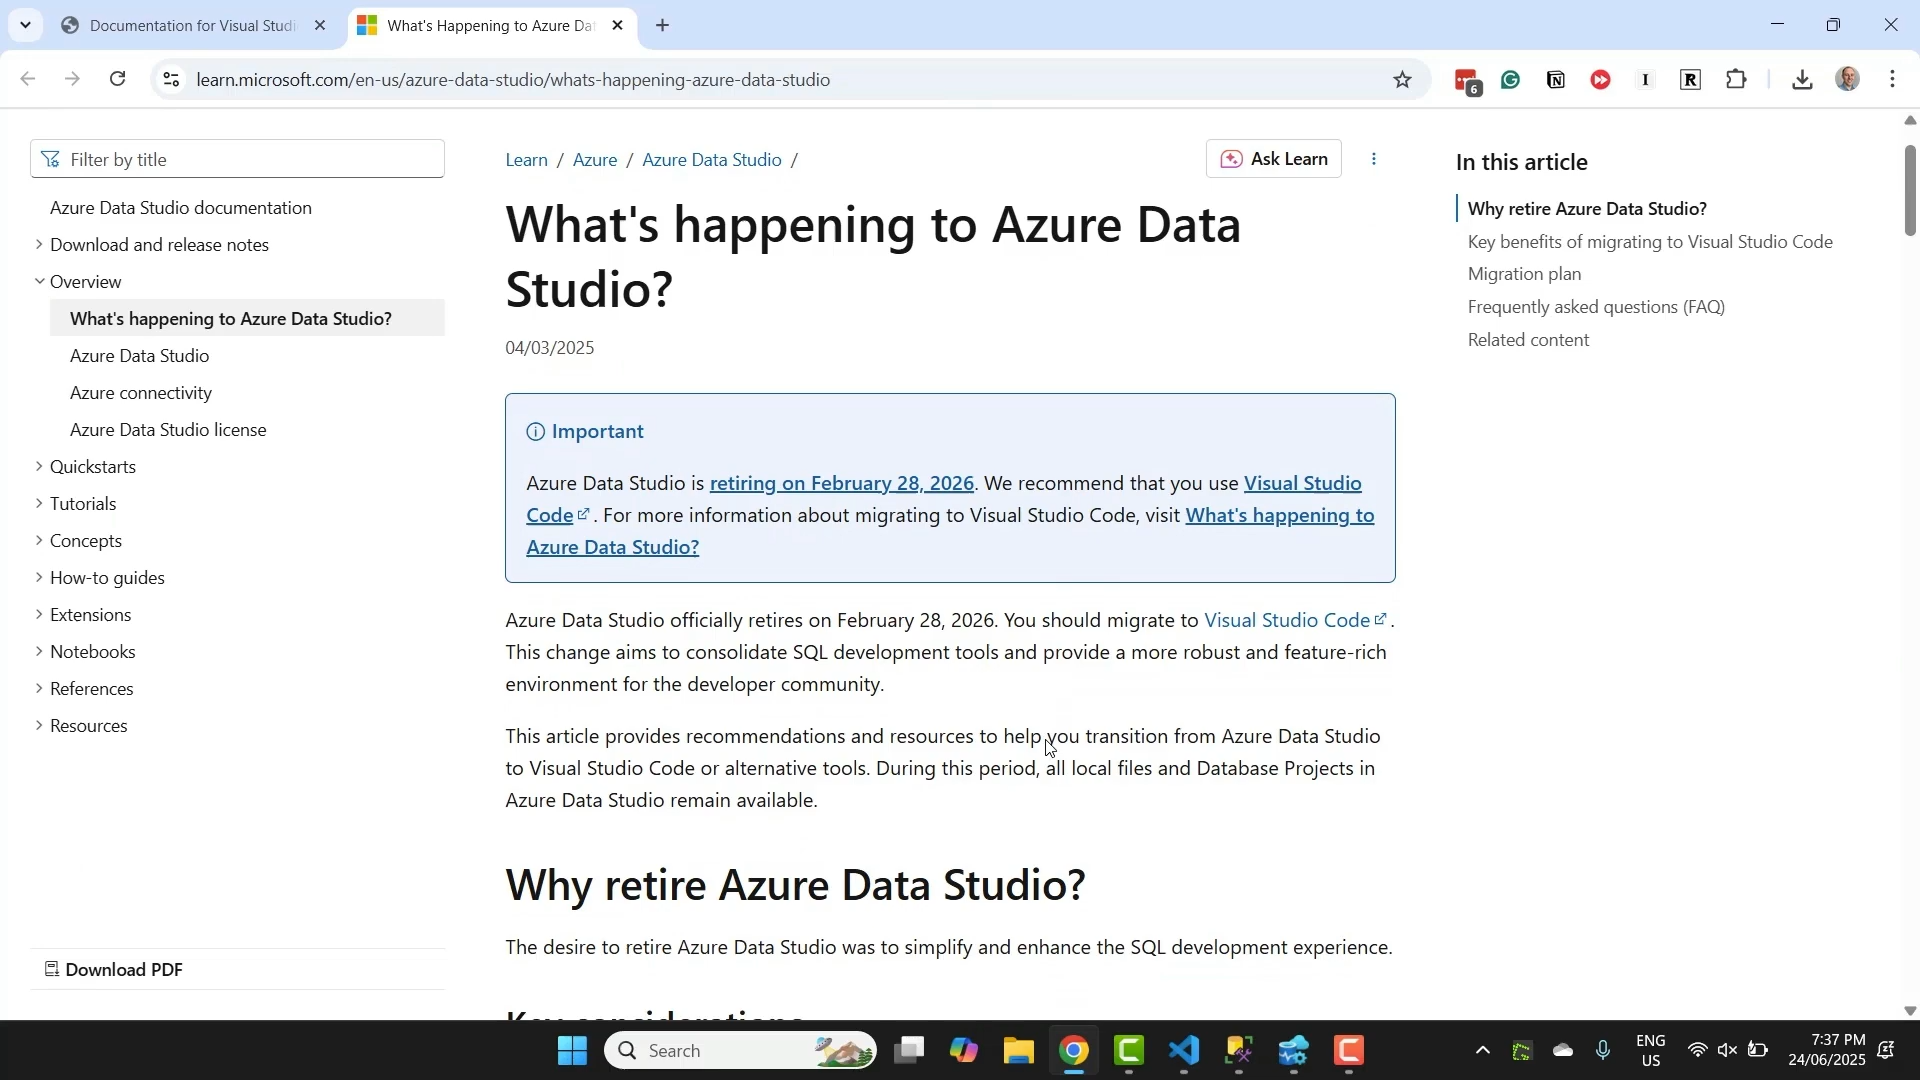 Documentation for Visual Studi
What's Happening to Azure Dat
learn.microsoft.com/en-us/azure-data-studio/whats-happening-azure-data-studio
6
I
R
Filter by title
Azure Data Studio documentation
Download and release notes
Overview
What's happening to Azure Data Studio?
Azure Data Studio
Azure connectivity
Azure Data Studio license
Quickstarts
Tutorials
Concepts
How-to guides
Extensions
Notebooks
References
Resources
Download PDF
Learn / Azure / Azure Data Studio /
Ask Learn
What's happening to Azure Data
Studio?
04/03/2025
Important
Azure Data Studio is retiring on February 28, 2026. We recommend that you use Visual Studio
Code. For more information about migrating to Visual Studio Code, visit What's happening to
Azure Data Studio?
Azure Data Studio officially retires on February 28, 2026. You should migrate to Visual Studio Code.
This change aims to consolidate SQL development tools and provide a more robust and feature-rich
environment for the developer community.
This article provides recommendations and resources to help you transition from Azure Data Studio
to Visual Studio Code or alternative tools. During this period, all local files and Database Projects in
Azure Data Studio remain available.
Why retire Azure Data Studio?
The desire to retire Azure Data Studio was to simplify and enhance the SQL development experience.
Key considerations
In this article
Why retire Azure Data Studio?
Key benefits of migrating to Visual Studio Code
Migration plan
Frequently asked questions (FAQ)
Related content
Search
ENG
US
7:37 PM
24/06/2025